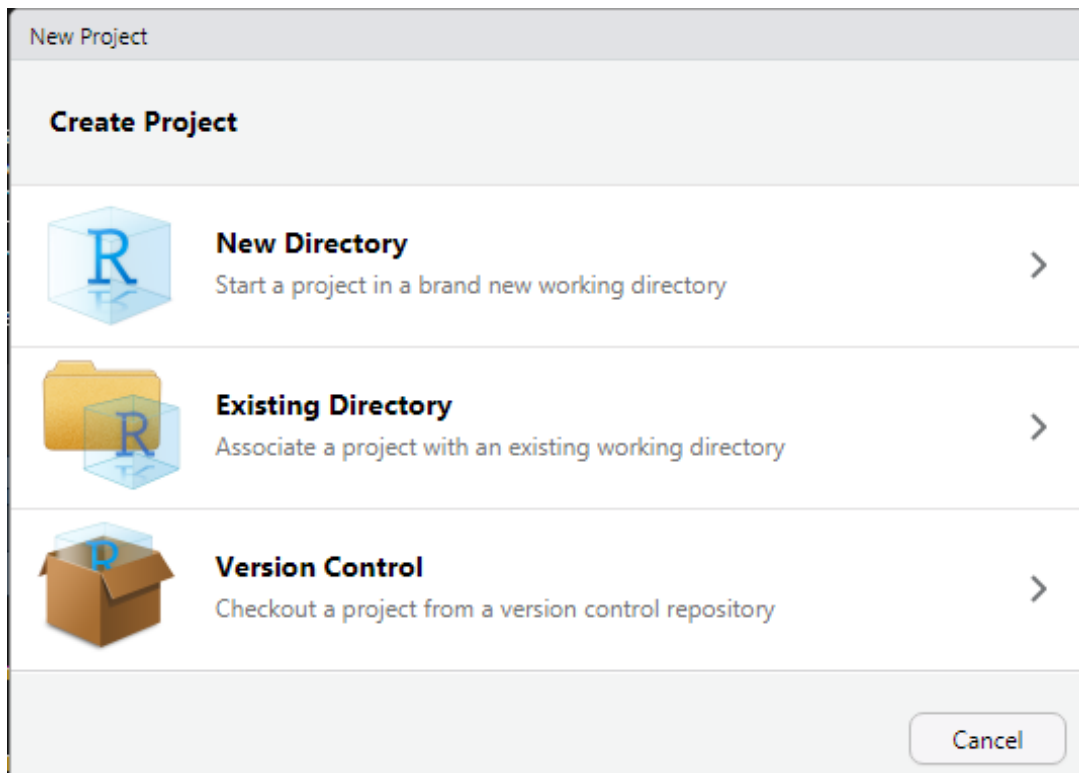 New Project
Create Project
R
New Directory
Start a project in a brand new working directory
R
Existing Directory
Associate a project with an existing working directory
R
Version Control
Checkout a project from a version control repository
Cancel